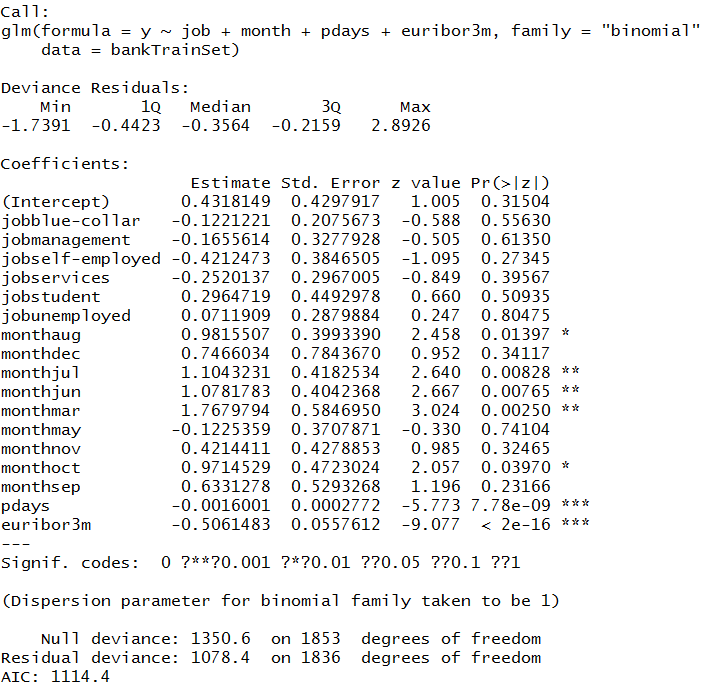 Call:
glm(formula = y ~ job + month + pdays + euribor3m, family = "binomial"
    data = bankTrainSet)

Deviance Residuals:
    Min       1Q   Median       3Q      Max
-1.7391  -0.4423  -0.3564  -0.2159   2.8926

Coefficients:
                   Estimate Std. Error z value Pr(>|z|)
(Intercept)       0.4318149  0.4297917   1.005  0.31504
jobblue-collar   -0.1221221  0.2075673  -0.588  0.55630
jobmanagement    -0.1655614  0.3277928  -0.505  0.61350
jobself-employed -0.4212473  0.3846505  -1.095  0.27345
jobservices      -0.2520137  0.2967005  -0.849  0.39567
jobstudent        0.2964719  0.4492978   0.660  0.50935
jobunemployed     0.0711909  0.2879884   0.247  0.80475
monthaug          0.9815507  0.3993390   2.458  0.01397 *
monthdec          0.7466034  0.7843670   0.952  0.34117
monthjul          1.1043231  0.4182534   2.640  0.00828 **
monthjun          1.0781783  0.4042368   2.667  0.00765 **
monthmar          1.7679794  0.5846950   3.024  0.00250 **
monthmay         -0.1225359  0.3707871  -0.330  0.74104
monthnov          0.4214411  0.4278853   0.985  0.32465
monthoct          0.9714529  0.4723024   2.057  0.03970 *
monthsep          0.6331278  0.5293268   1.196  0.23166
pdays            -0.0016001  0.0002772  -5.773 7.78e-09 ***
euribor3m        -0.5061483  0.0557612  -9.077  < 2e-16 ***
---
Signif. codes:  0 ?**?0.001 ?*?0.01 ??0.05 ??0.1 ??1

(Dispersion parameter for binomial family taken to be 1)

    Null deviance: 1350.6  on 1853  degrees of freedom
Residual deviance: 1078.4  on 1836  degrees of freedom
AIC: 1114.4